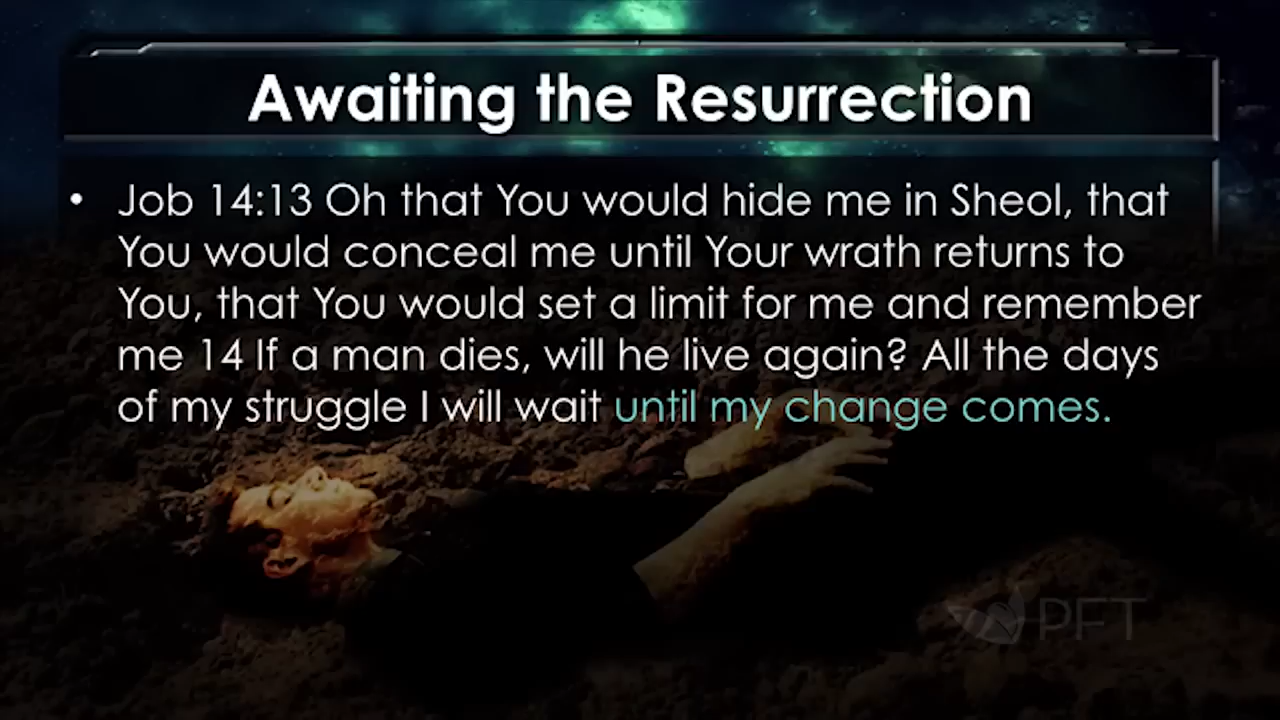 Awaiting the Resurrection
• Job 14:13 Oh that You would hide me in Sheol, that
You would conceal me until Your wrath returns to
You, that You would set a limit for me and remember
me 14 If a man dies, will he live again? All the days
of my struggle I will wait until my change comes.
PFT